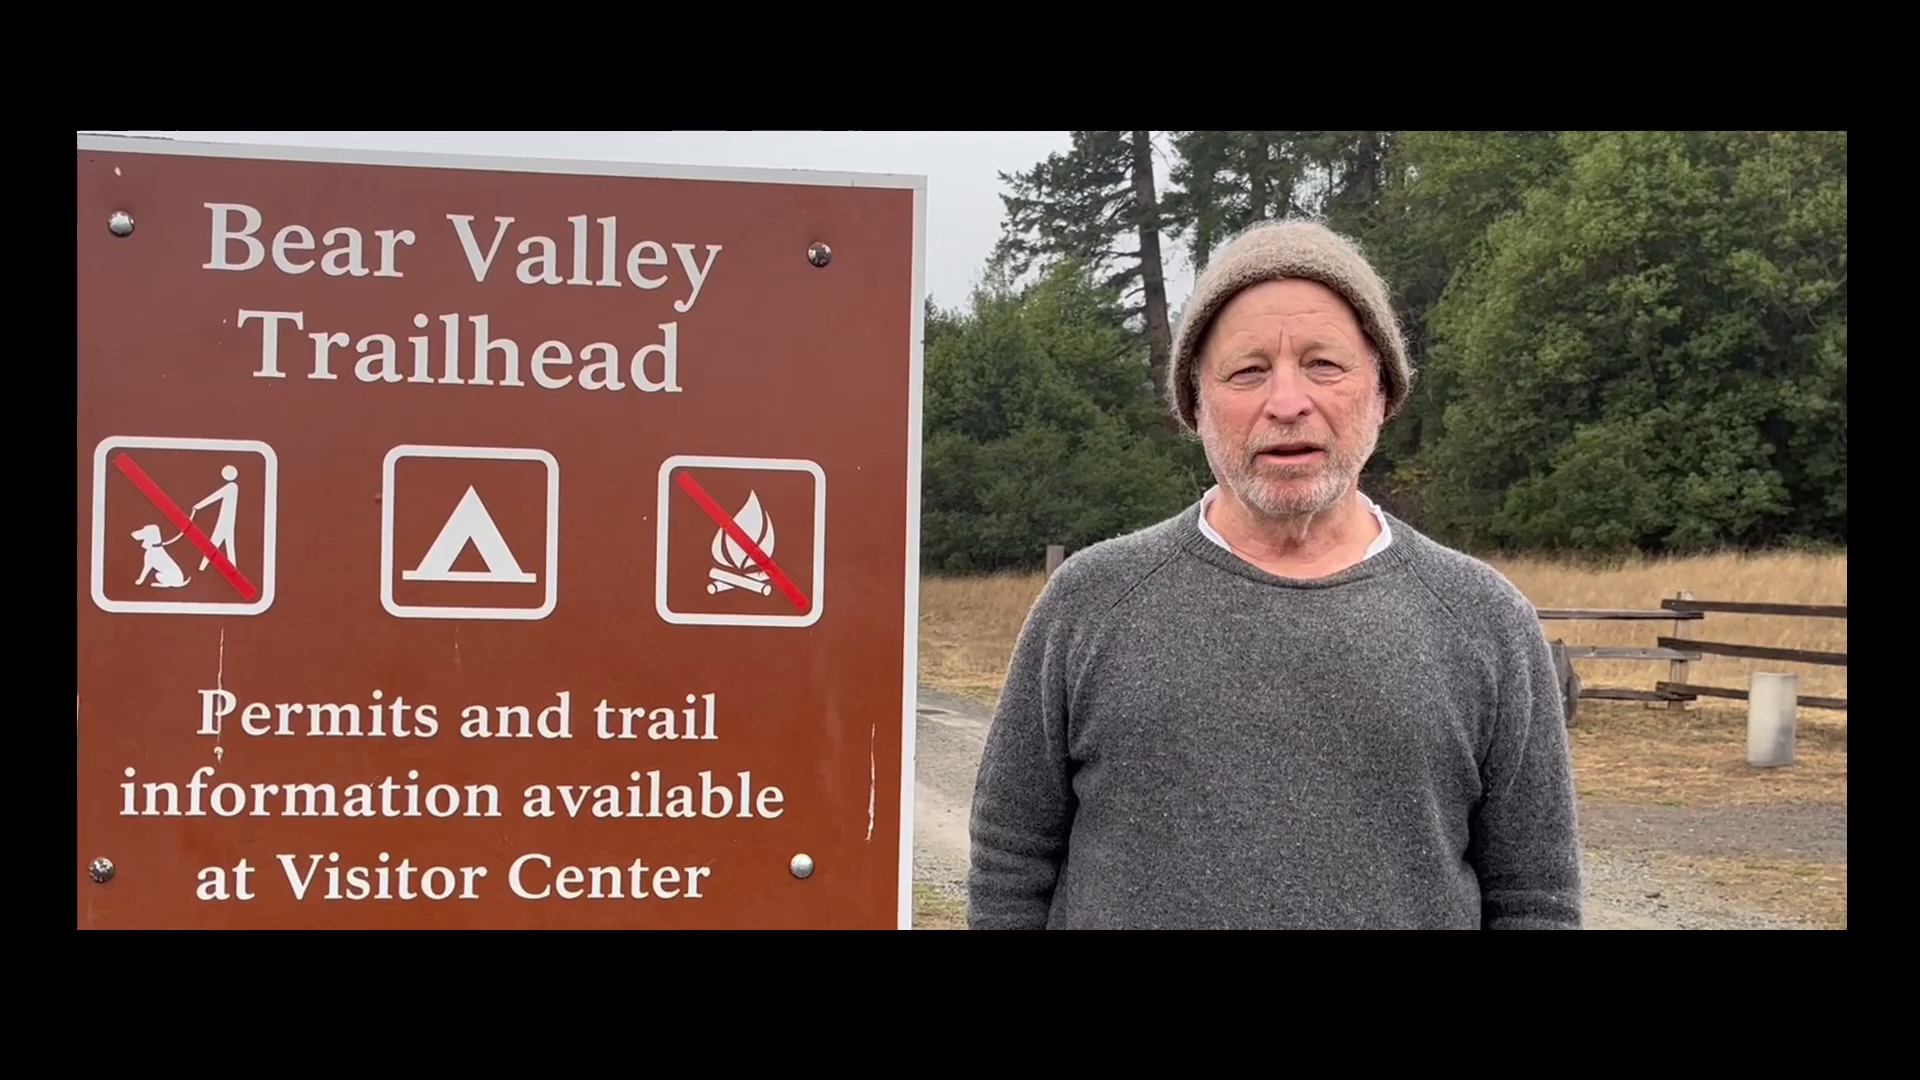 Bear Valley
Trailhead
Permits and trail
information available
at Visitor Center